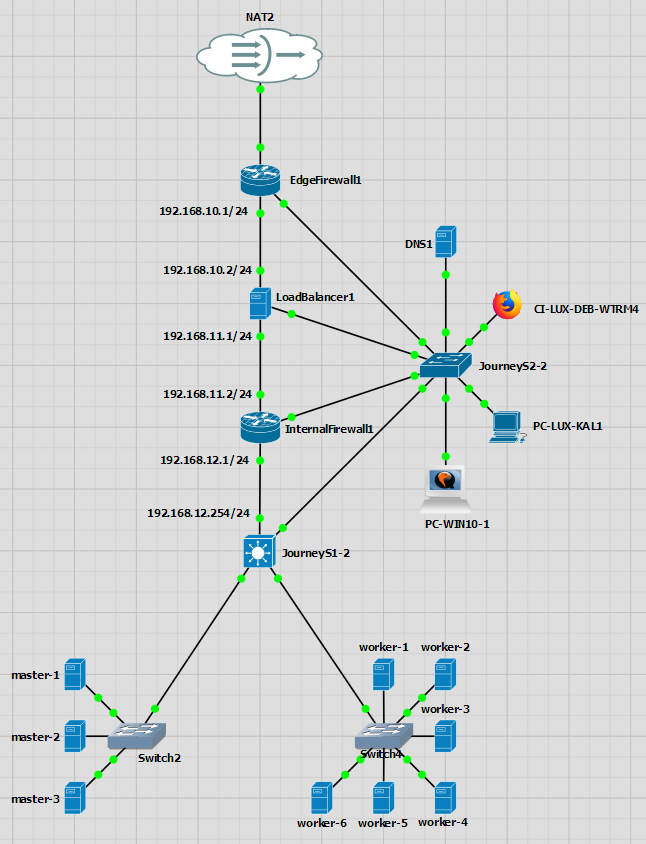 NAT2
EdgeFirewall1
192.168.10.1/24
DNS1
192.168.10.2/24
LoadBalancer1
CI-LUX-DEB-WTRM4
192.168.11.1/24
JourneyS2-2
192.168.11.2/24
InternalFirewall1
PC-LUX-KAL1
192.168.12.1/24
192.168.12.254/24
PC-WIN10-1
JourneyS1-2
worker-1
worker-2
master-1
worker-3
master-2
Switch2
Switch4
master-3
worker-6
worker-5
worker-4